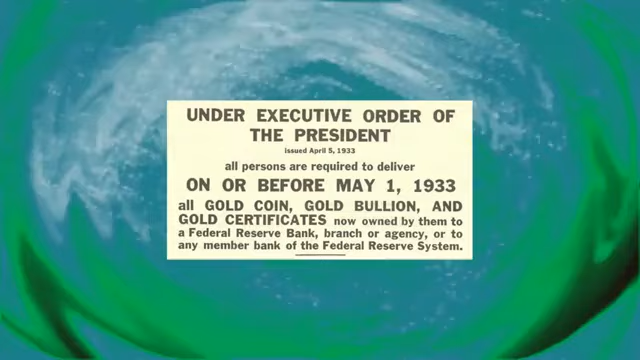 UNDER EXECUTIVE ORDER OF
THE PRESIDENT
issued April 5, 1933
all persons are required to deliver
ON OR BEFORE MAY 1, 1933
all GOLD COIN, GOLD BULLION, AND
GOLD CERTIFICATES now owned by them to
a Federal Reserve Bank, branch or agency, or to
any member bank of the Federal Reserve System.